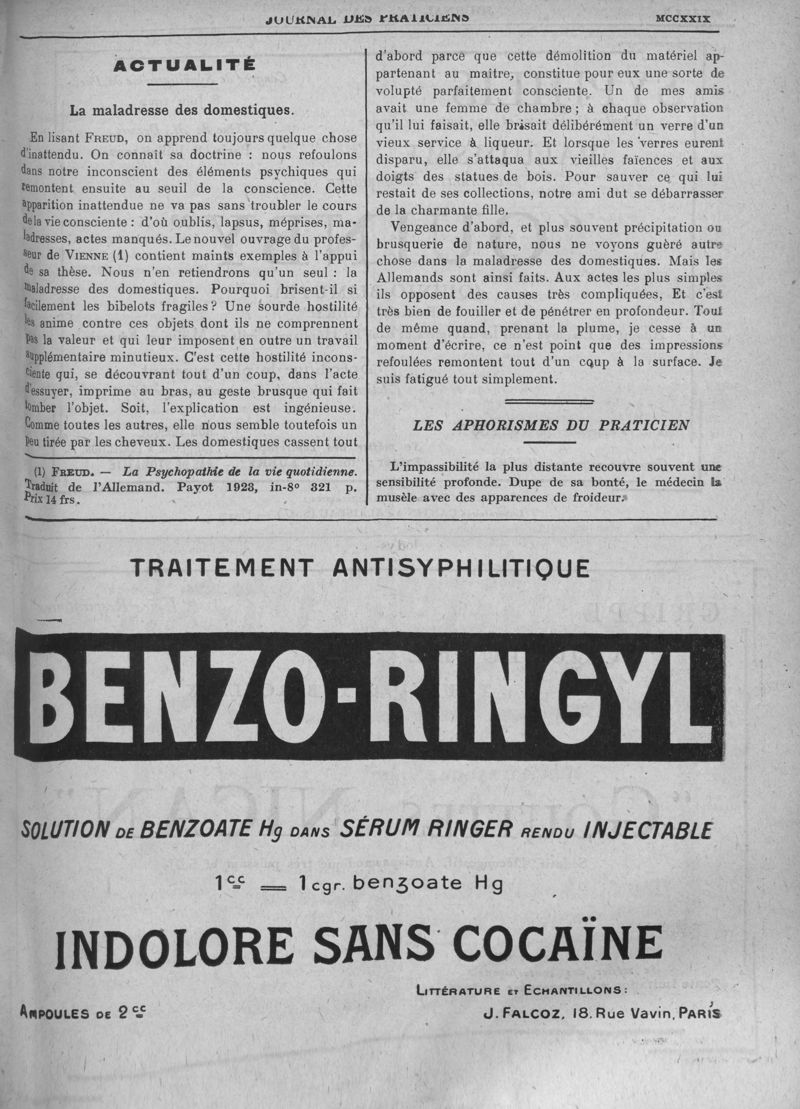 JOURNAL DES PRATICIENS
MCCXXIX
ACTUALITÉ
La maladresse des domestiques.
En lisant FREUD, on apprend toujours quelque chose
d'inattendu. On connaît sa doctrine : nous refoulons
dans notre inconscient des éléments psychiques qui
remontent ensuite au seuil de la conscience. Cette
apparition inattendue ne va pas sans troubler le cours
de la vie consciente : d'où oublis, lapsus, méprises, ma-
ladresses, actes manqués. Le nouvel ouvrage du profes-
seur de VIENNE (1) contient maints exemples à l'appui
de sa thèse. Nous n'en retiendrons qu'un seul : la
maladresse des domestiques. Pourquoi brisent-il si
facilement les bibelots fragiles ? Une sourde hostilité
les anime contre ces objets dont ils ne comprennent
pas la valeur et qui leur imposent en outre un travail
supplémentaire minutieux. C'est cette hostilité incons-
ciente qui, se découvrant tout d'un coup, dans l'acte
d'essuyer, imprime au bras, au geste brusque qui fait
tomber l'objet. Soit, l'explication est ingénieuse.
Comme toutes les autres, elle nous semble toutefois un
peu tirée par les cheveux. Les domestiques cassent tout
(1) FREUD. — La Psychopathie de la vie quotidienne.
Traduit de l'Allemand. Payot 1923, in-8° 321 p.
Prix 14 frs.
d'abord parce que cette démolition du matériel ap-
partenant au maître, constitue pour eux une sorte de
volupté parfaitement consciente. Un de mes amis
avait une femme de chambre ; à chaque observation
qu'il lui faisait, elle brisait délibérément un verre d'un
vieux service à liqueur. Et lorsque les verres eurent
disparu, elle s'attaqua aux vieilles faïences et aux
doigts des statues de bois. Pour sauver ce qui lui
restait de ses collections, notre ami dut se débarrasser
de la charmante fille.
Vengeance d'abord, et plus souvent précipitation ou
brusquerie de nature, nous ne voyons guèré autre
chose dans la maladresse des domestiques. Mais les
Allemands sont ainsi faits. Aux actes les plus simples
ils opposent des causes très compliquées, Et c'est
très bien de fouiller et de pénétrer en profondeur. Tout
de même quand, prenant la plume, je cesse à un
moment d'écrire, ce n'est point que des impressions
refoulées remontent tout d'un coup à la surface. Je
suis fatigué tout simplement.
LES APHORISMES DU PRATICIEN
L'impassibilité la plus distante recouvre souvent une
sensibilité profonde. Dupe de sa bonté, le médecin la
musèle avec des apparences de froideur.
TRAITEMENT ANTISYPHILITIQUE
BENZO-RINGYL
SOLUTION DE BENZOATE Hg DANS SÉRUM RINGER RENDU INJECTABLE
1cc = 1 cgr. benzoate Hg
INDOLORE SANS COCAÏNE
LITTÉRATURE ET ECHANTILLONS:
AMPOULES DE 2cc
J. FALCOZ, 18, Rue Vavin, PARIS